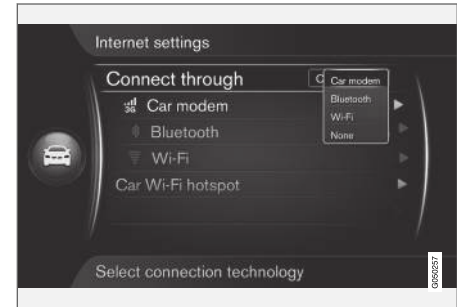 Internet settings
Connect through
C
Car modem
Bluetooth
Wi-Fi
None
3G
Car modem
Bluetooth
Wi-Fi
Car Wi-Fi hotspot
Select connection technology
G050257